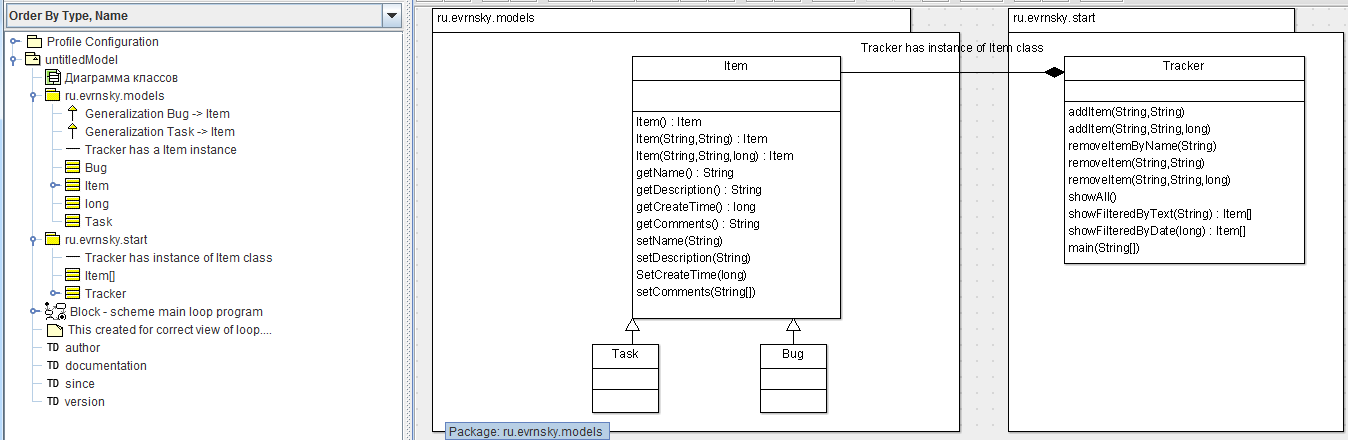 Order By Type, Name
Profile Configuration
untitledModel
Диаграмма классов
ru.evrnsky.models
Generalization Bug -> Item
Generalization Task -> Item
Tracker has a Item instance
Bug
Item
long
Task
ru.evrnsky.start
Tracker has instance of Item class
Item[]
Tracker
Block - scheme main loop program
This created for correct view of loop....
TD author
TD documentation
TD since
TD version
ru.evrnsky.models
Item
Item() : Item
Item(String,String) : Item
Item(String,String,long) : Item
getName() : String
getDescription() : String
getCreateTime() : long
getComments() : String
setName(String)
setDescription(String)
SetCreateTime(long)
setComments(String[])
Task
Bug
Package: ru.evrnsky.models
Tracker has instance of Item class
ru.evrnsky.start
Tracker
addItem(String,String)
addItem(String,String,long)
removeItemByName(String)
removeItem(String,String)
removeItem(String,String,long)
showAll()
showFilteredByText(String) : Item[]
showFilteredByDate(long) : Item[]
main(String[])